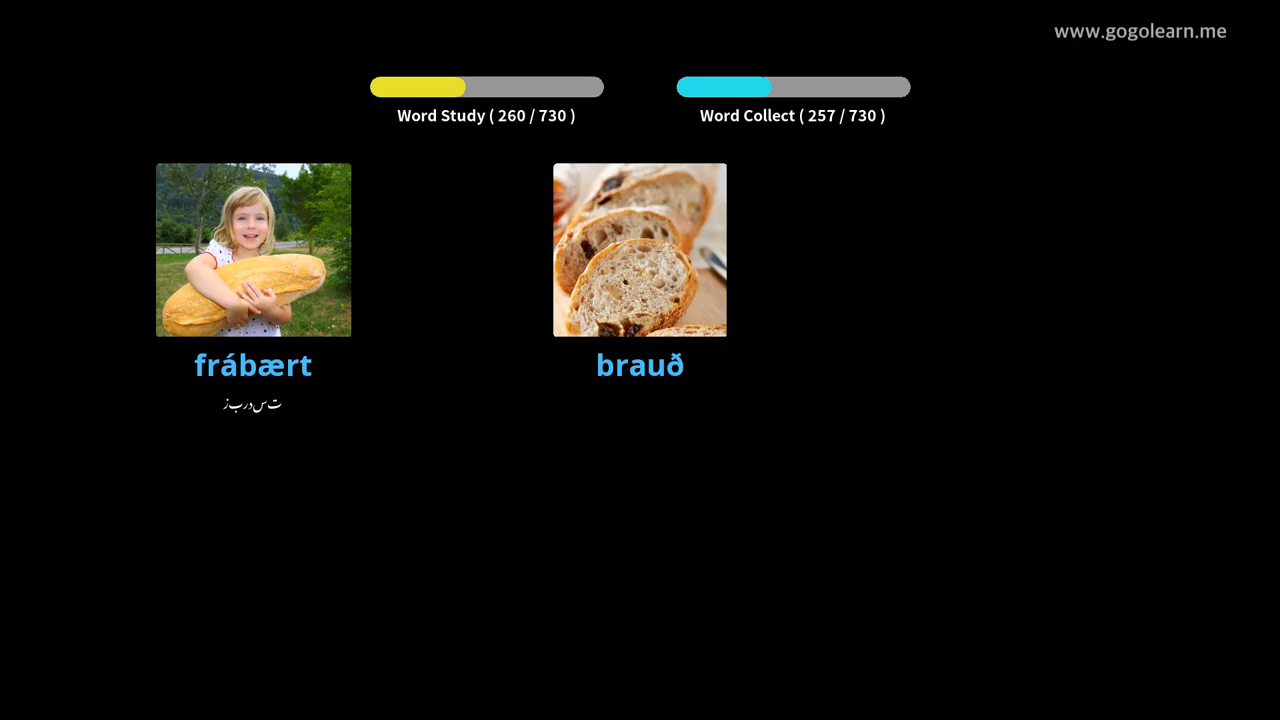 www.gogolearn.me
Word Study ( 260 / 730 )
Word Collect ( 257 / 730 )
frábært
brauð
زبردست